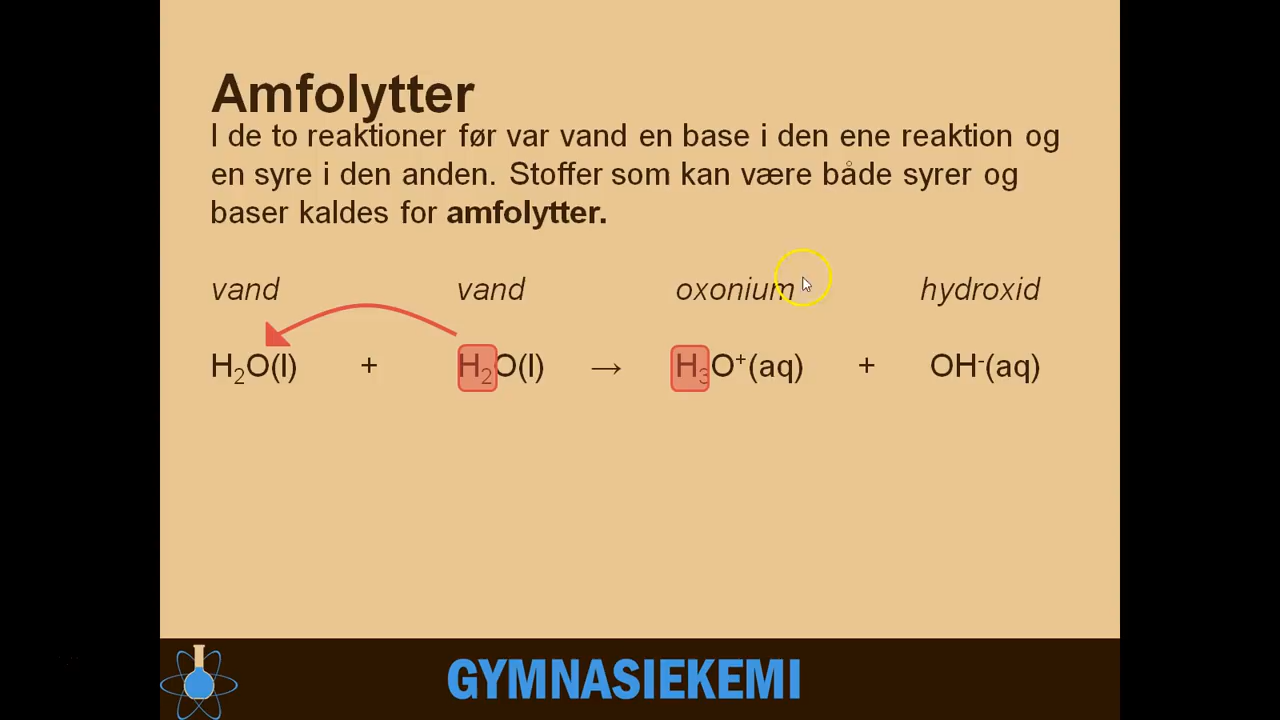 Amfolytter
I de to reaktioner før var vand en base i den ene reaktion og
en syre i den anden. Stoffer som kan være både syrer og
baser kaldes for amfolytter.
vand vand oxonium hydroxid
H₂O(l) + H₂O(l) → H₃O⁺(aq) + OH⁻(aq)
GYMNASIEKEMI